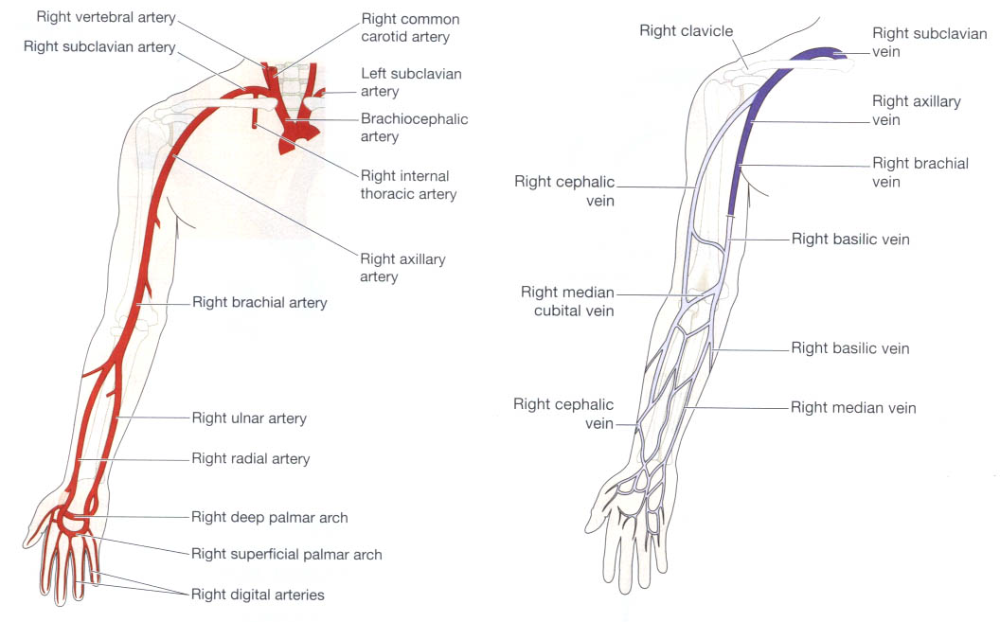 Right vertebral artery
Right subclavian artery
Right common
carotid artery
Left subclavian
artery
Brachiocephalic
artery
Right internal
thoracic artery
Right axillary
artery
Right brachial artery
Right ulnar artery
Right radial artery
Right deep palmar arch
Right superficial palmar arch
Right digital arteries
Right clavicle
Right subclavian
vein
Right axillary
vein
Right brachial
vein
Right cephalic
vein
Right basilic vein
Right median
cubital vein
Right basilic vein
Right cephalic
vein
Right median vein